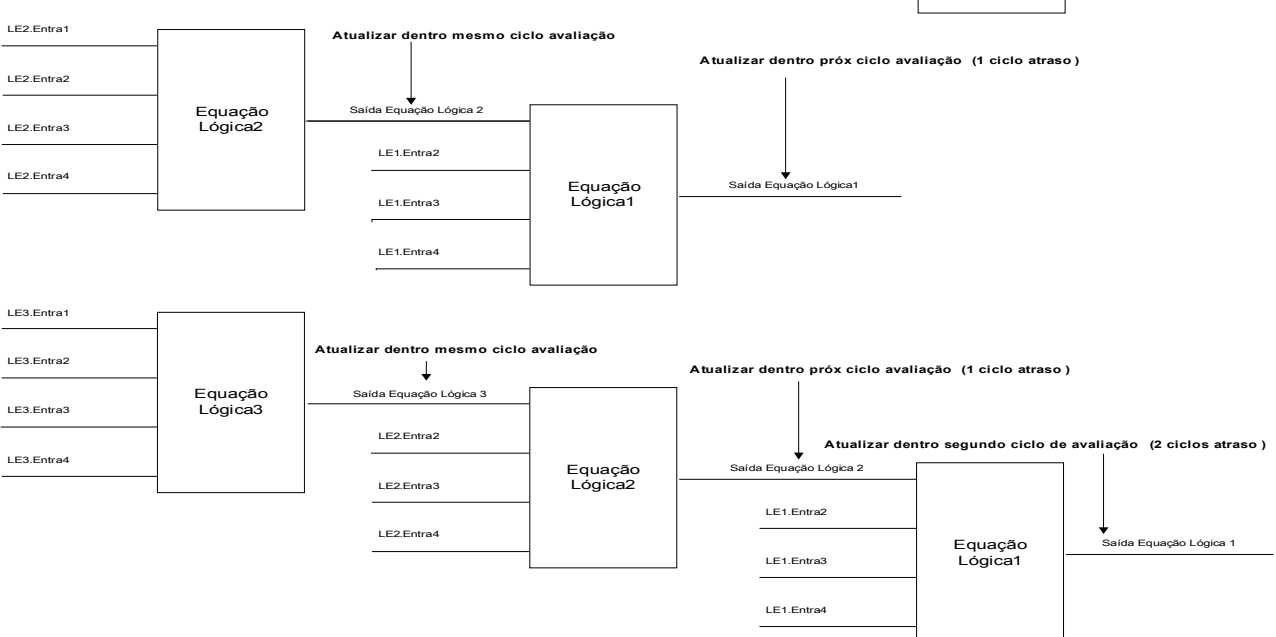 LE2.Entra1
Atualizar dentro mesmo ciclo avaliação
Atualizar dentro próx ciclo avaliação (1 ciclo atraso )
LE2.Entra2
Equação
Lógica2
Saída Equação Lógica 2
LE2.Entra3
LE1.Entra2
LE2.Entra4
Equação
Lógica1
Saída Equação Lógica1
LE1.Entra3
LE1.Entra4
LE3.Entra1
Atualizar dentro mesmo ciclo avaliação
LE3.Entra2
Atualizar dentro próx ciclo avaliação (1 ciclo atraso )
Equação
Lógica3
Saída Equação Lógica 3
LE3.Entra3
LE2.Entra2
Atualizar dentro segundo ciclo de avaliação (2 ciclos atraso )
LE3.Entra4
Equação
Lógica2
Saída Equação Lógica 2
LE2.Entra3
LE1.Entra2
LE2.Entra4
Equação
Lógica1
Saída Equação Lógica 1
LE1.Entra3
LE1.Entra4